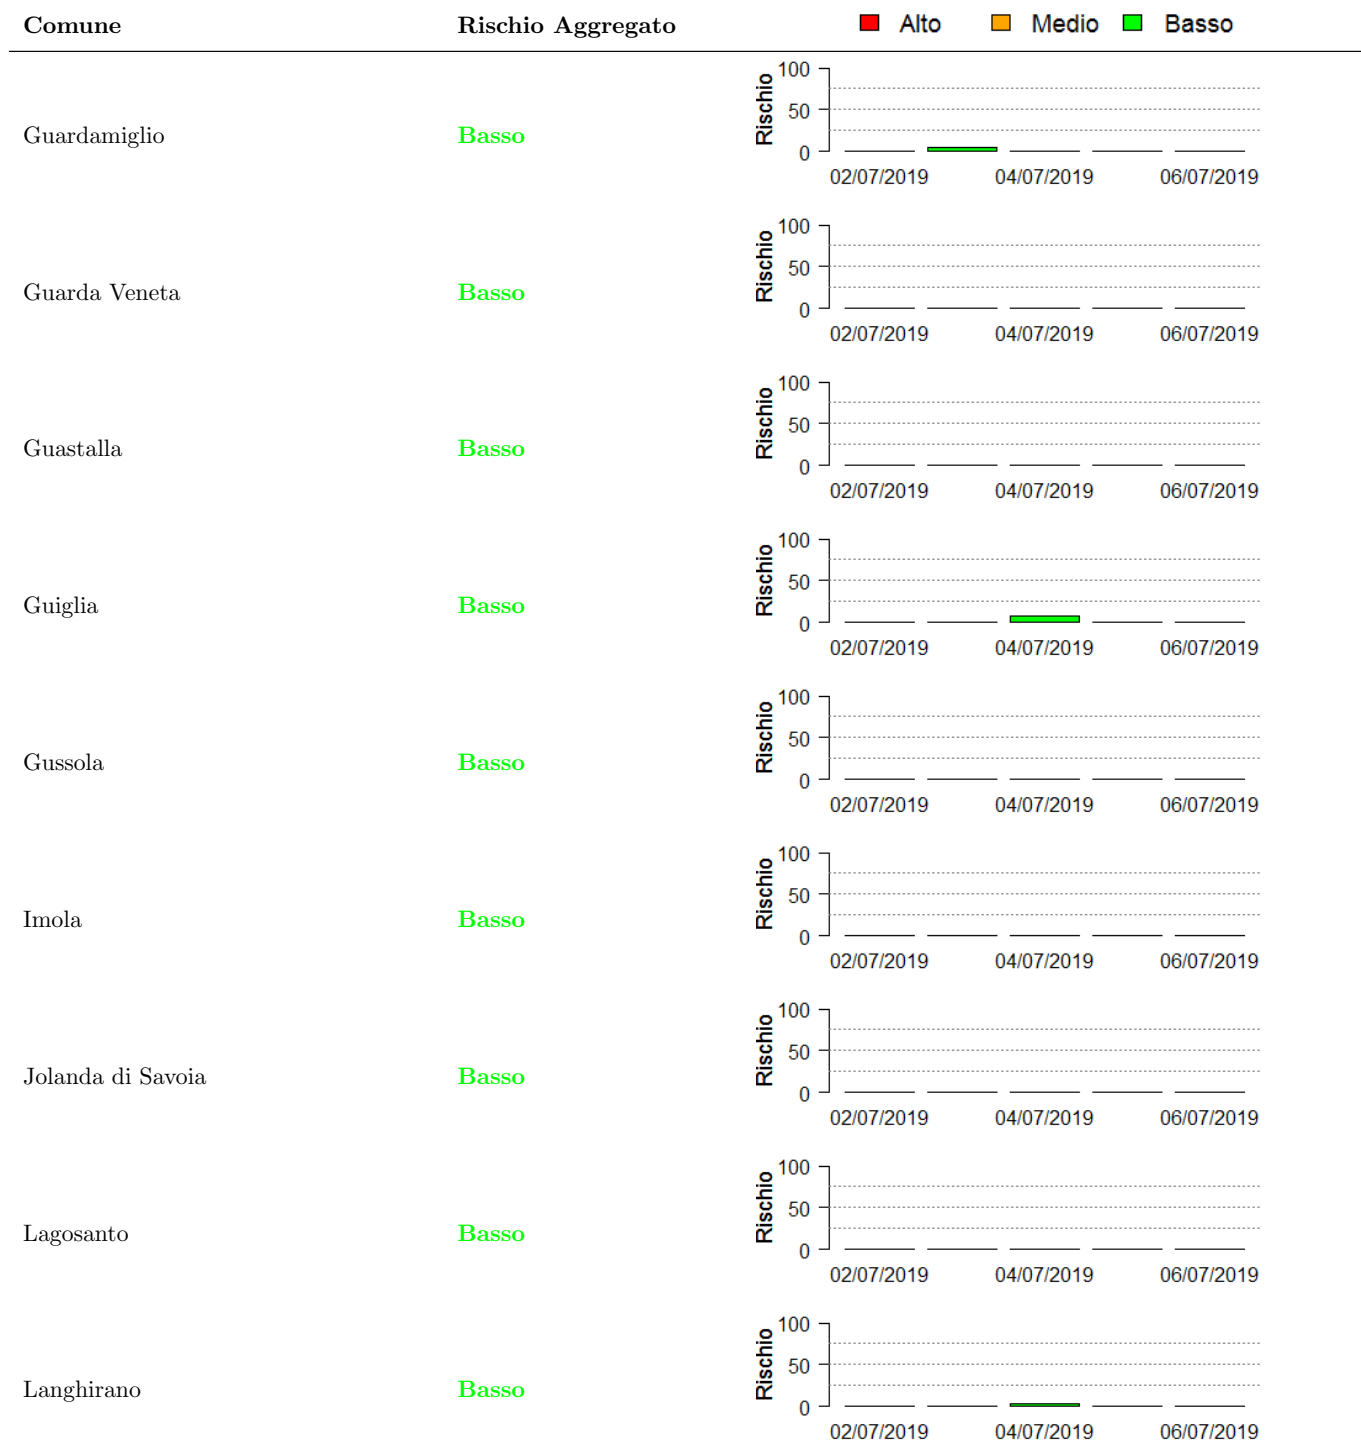 Comune Rischio Aggregato Alto Medio Basso
100
50
0
Rischio
Guardamiglio Basso
02/07/2019 04/07/2019 06/07/2019
100
50
0
Rischio
Guarda Veneta Basso
02/07/2019 04/07/2019 06/07/2019
100
50
0
Rischio
Guastalla Basso
02/07/2019 04/07/2019 06/07/2019
100
50
0
Rischio
Guiglia Basso
02/07/2019 04/07/2019 06/07/2019
100
50
0
Rischio
Gussola Basso
02/07/2019 04/07/2019 06/07/2019
100
50
0
Rischio
Imola Basso
02/07/2019 04/07/2019 06/07/2019
100
50
0
Rischio
Jolanda di Savoia Basso
02/07/2019 04/07/2019 06/07/2019
100
50
0
Rischio
Lagosanto Basso
02/07/2019 04/07/2019 06/07/2019
100
50
0
Rischio
Langhirano Basso
02/07/2019 04/07/2019 06/07/2019